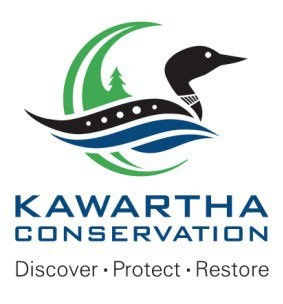 KAWARTHA
CONSERVATION
Discover · Protect · Restore